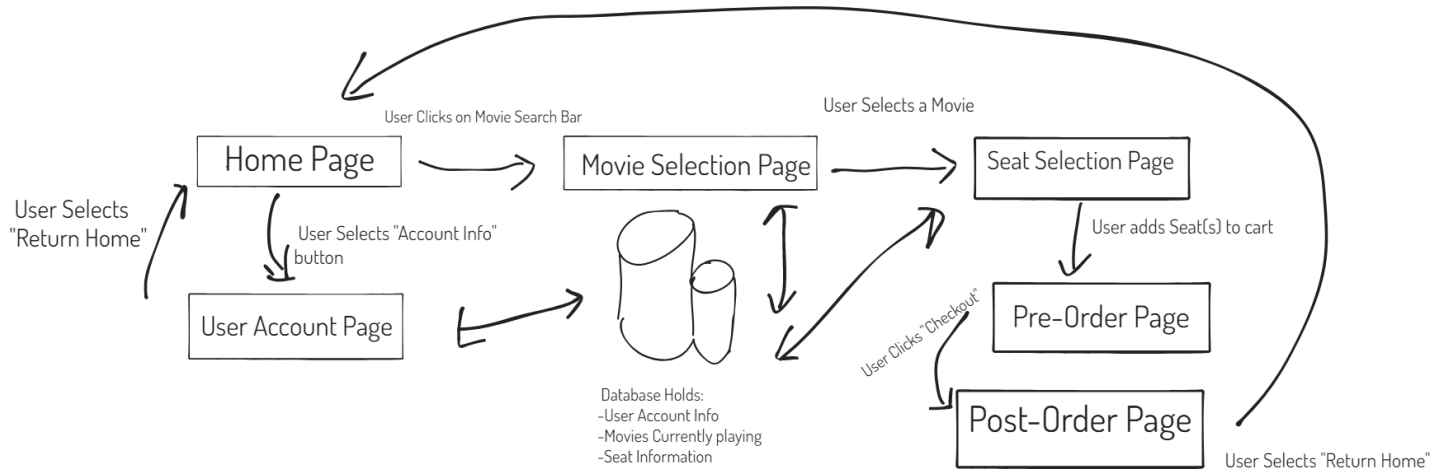 User Clicks on Movie Search Bar
User Selects a Movie
Home Page
Movie Selection Page
Seat Selection Page
User Selects
"Return Home"
User Selects "Account Info"
button
User adds Seat(s) to cart
User Account Page
Pre-Order Page
User Clicks "Checkout"
Database Holds:
-User Account Info
-Movies Currently playing
-Seat Information
Post-Order Page
User Selects "Return Home"